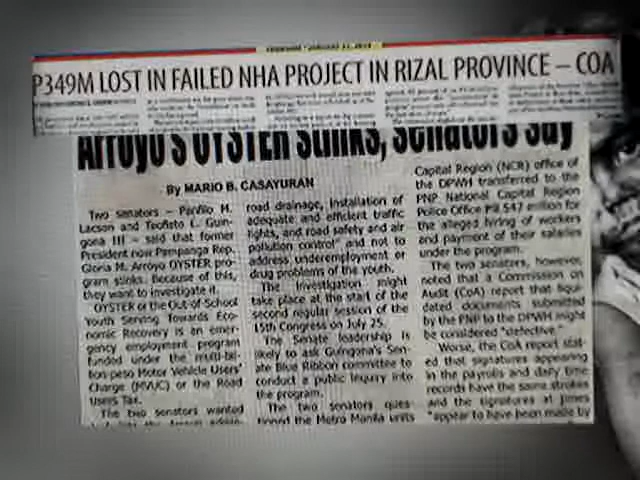 P349M LOST IN FAILED NHA PROJECT IN RIZAL PROVINCE – COA
Arroyo's OYSTER stinks, senators say
By MARIO B. CASAYURAN
Two senators – Panfilo M.
Lacson and Teofisto L. Guin-
gona III – said that former
President now Pampanga Rep.
Gloria M. Arroyo OYSTER pro-
gram stinks. Because of this,
they want to investigate it.
OYSTER or the Out-of-School
Youth Serving Towards Eco-
nomic Recovery is an emer-
gency employment program
funded under the multi-bil-
lion-peso Motor Vehicle Users'
Charge (MVUC) or the Road
Users Tax.
The two senators wanted
road drainage, installation of
adequate and efficient traffic
lights, and road safety and air
pollution control" and not to
address underemployment or
drug problems of the youth.
The investigation might
take place at the start of the
second regular session of the
15th Congress on July 25.
The Senate leadership is
likely to ask Guingona's Sen-
ate Blue Ribbon committee to
conduct a public inquiry into
the program.
The two senators ques-
tioned the Metro Manila units
Capital Region (NCR) office of
the DPWH transferred to the
PNP National Capital Region
Police Office 547 million for
the alleged hiring of workers
and payment of their salaries
under the program.
The two senators, however,
noted that a Commission on
Audit (CoA) report that liqui-
dated documents submitted
by the PNP to the DPWH might
be considered "defective."
Worse, the CoA report stat-
ed that signatures appearing
in the payrolls and daily time
records have the same strokes
and the signatures at times
"appear to have been made by